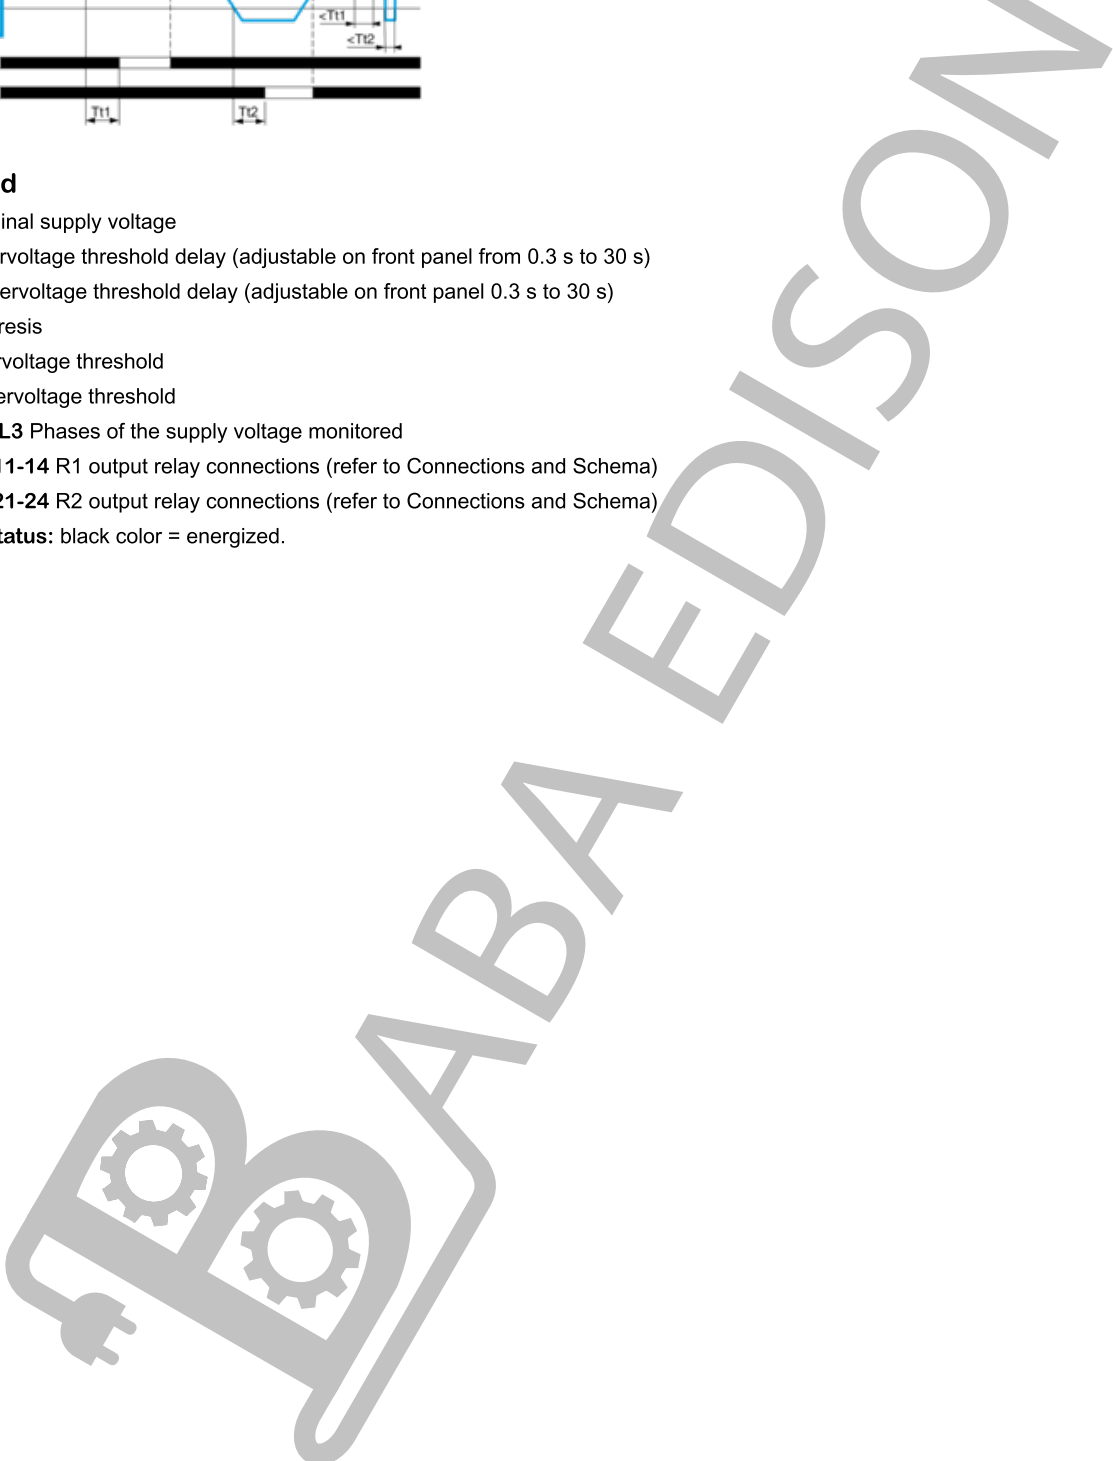 <Tt1
<Tt2
Tt1 Tt2
d
inal supply voltage
rvoltage threshold delay (adjustable on front panel from 0.3 s to 30 s)
ervoltage threshold delay (adjustable on front panel 0.3 s to 30 s)
resis
rvoltage threshold
ervoltage threshold
L3 Phases of the supply voltage monitored
11-14 R1 output relay connections (refer to Connections and Schema)
21-24 R2 output relay connections (refer to Connections and Schema)
tatus: black color = energized.
BABA EDISON